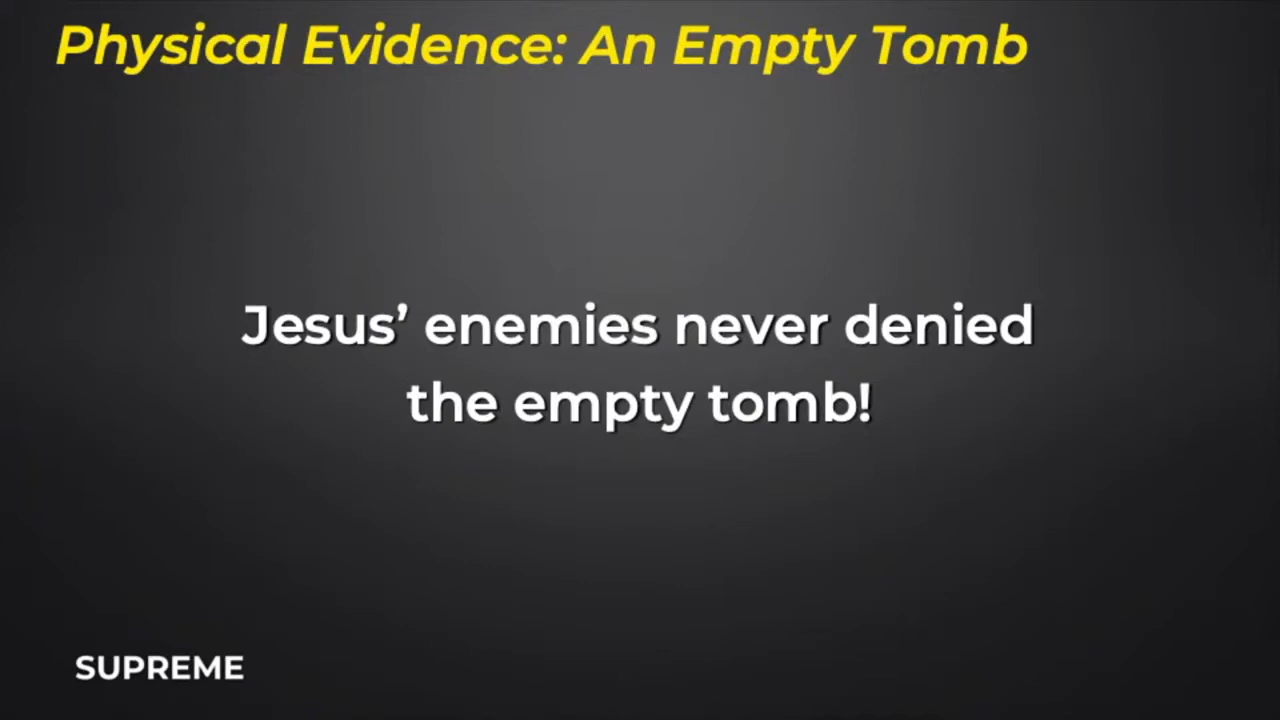 Physical Evidence: An Empty Tomb
Jesus’ enemies never denied
the empty tomb!
SUPREME